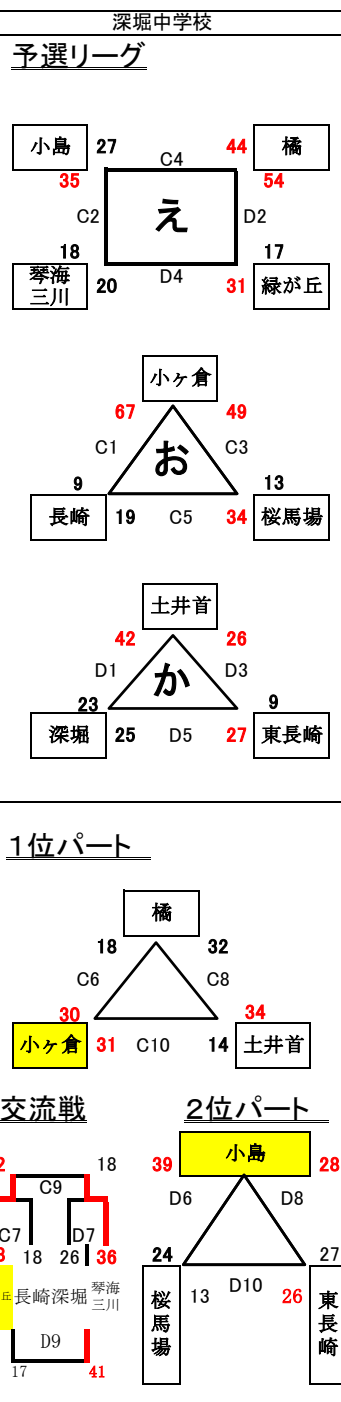 深堀中学校
予選リーグ
小島 27 C4 44 橘
35 54
C2 え D2
18 17
琴海
三川 20 D4 31 緑が丘
小ヶ倉
67 49
C1 お C3
9 13
長崎 19 C5 34 桜馬場
土井首
42 26
D1 か D3
23 9
深堀 25 D5 27 東長崎
1位パート
橘
18 32
C6 C8
30 34
小ヶ倉 31 C10 14 土井首
交流戦 2位パート
2 C9 18 39 小島 28
C7 D7 D6 D8
18 26 36 24 27
丘 長崎 深堀 琴海
三川 桜馬場 13 D10 26 東長崎
D9
17 41